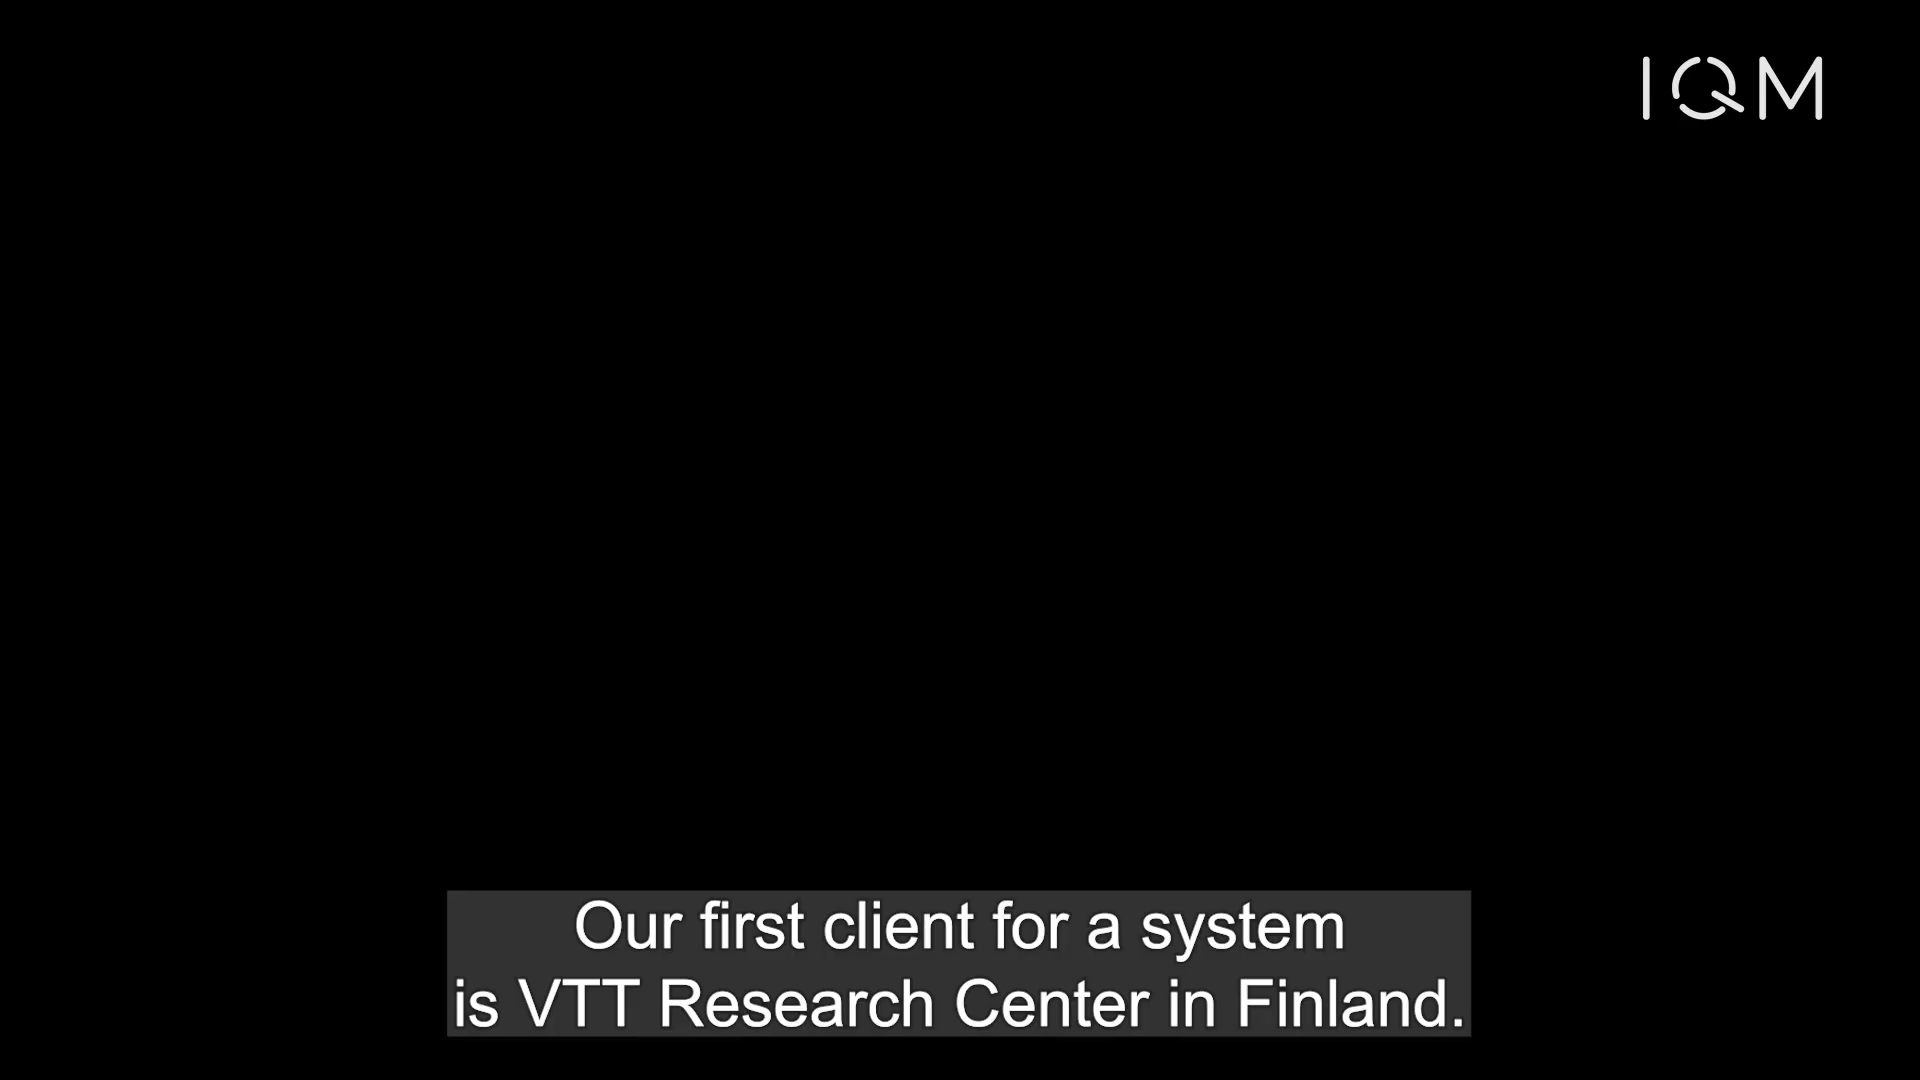 IQM
Our first client for a system
is VTT Research Center in Finland.